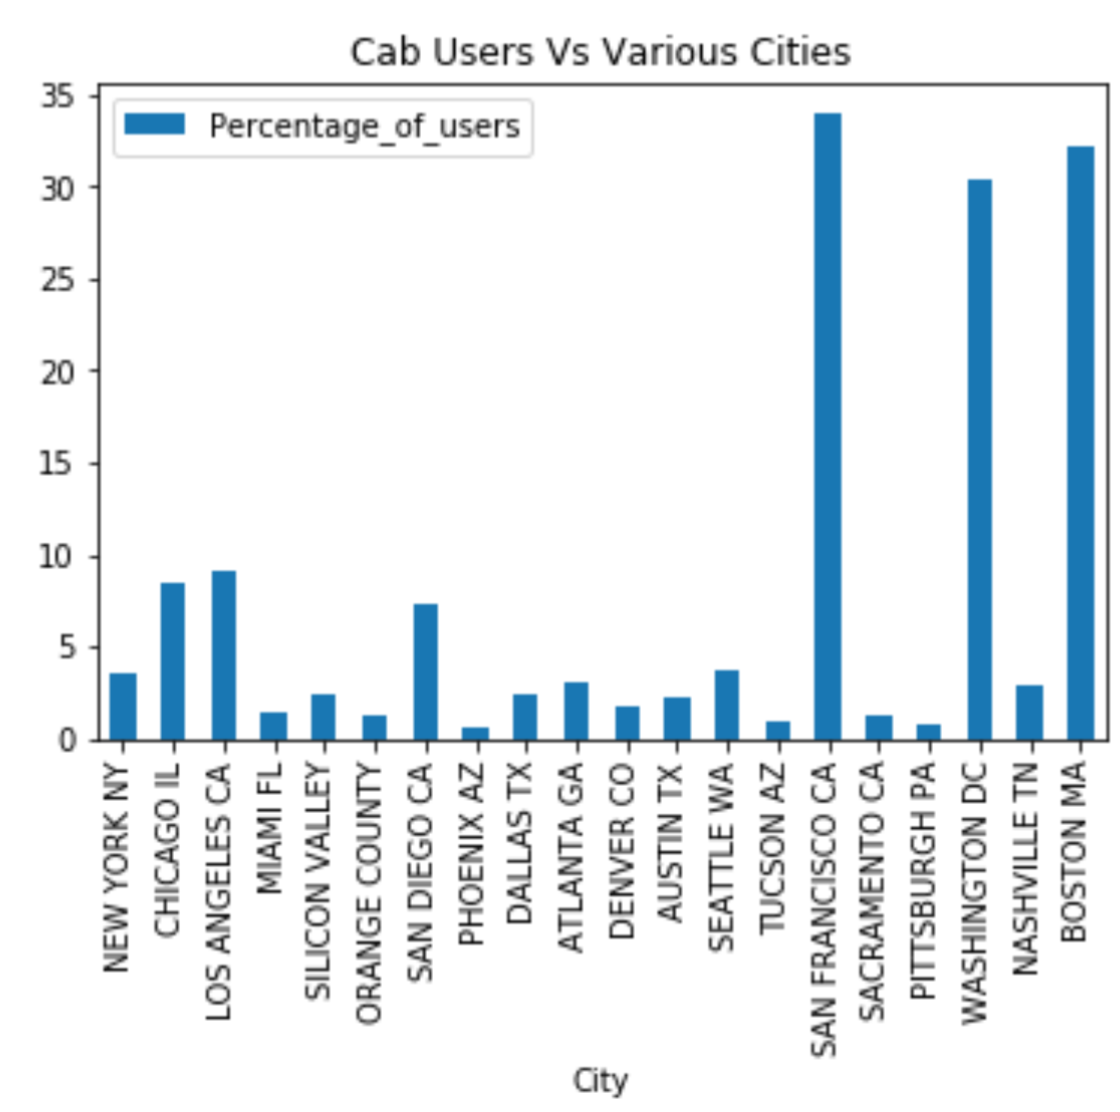 Cab Users Vs Various Cities
Percentage_of_users
35
30
25
20
15
10
5
0
NEW YORK NY
CHICAGO IL
LOS ANGELES CA
MIAMI FL
SILICON VALLEY
ORANGE COUNTY
SAN DIEGO CA
PHOENIX AZ
DALLAS TX
ATLANTA GA
DENVER CO
AUSTIN TX
SEATTLE WA
TUCSON AZ
SAN FRANCISCO CA
SACRAMENTO CA
PITTSBURGH PA
WASHINGTON DC
NASHVILLE TN
BOSTON MA
City